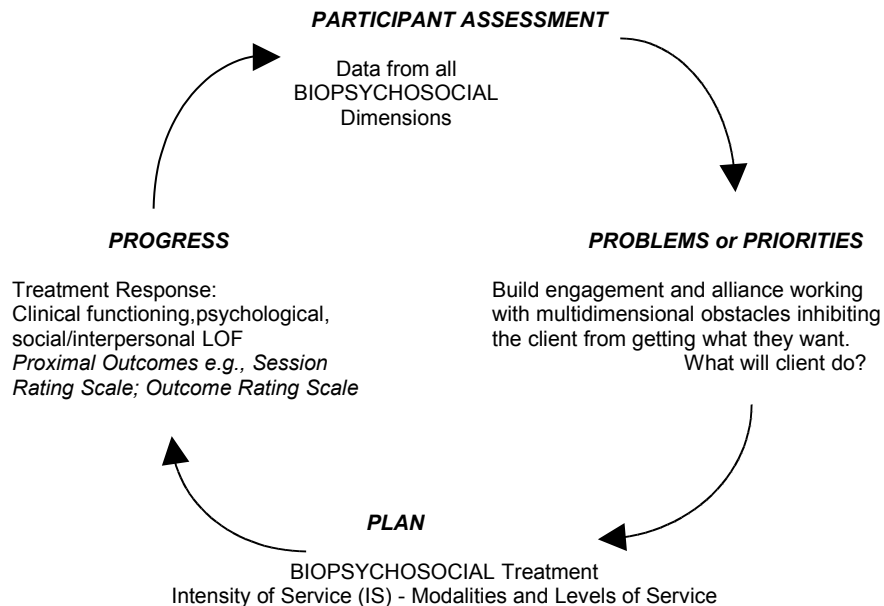 PARTICIPANT ASSESSMENT
Data from all
BIOPSYCHOSOCIAL
Dimensions
PROBLEMS or PRIORITIES
Build engagement and alliance working
with multidimensional obstacles inhibiting
the client from getting what they want.
What will client do?
PLAN
BIOPSYCHOSOCIAL Treatment
Intensity of Service (IS) - Modalities and Levels of Service
PROGRESS
Treatment Response:
Clinical functioning,psychological,
social/interpersonal LOF
Proximal Outcomes e.g., Session
Rating Scale; Outcome Rating Scale